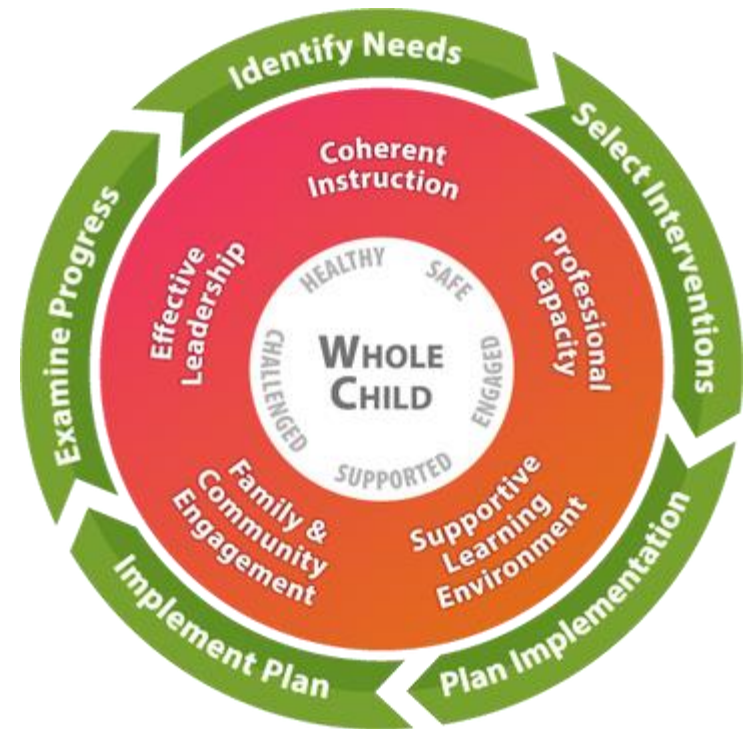 Identify Needs
Select Interventions
Plan Implementation
Implement Plan
Examine Progress
Coherent
Instruction
Professional
Capacity
Supportive
Learning
Environment
Family &
Community
Engagement
Effective
Leadership
HEALTHY
SAFE
ENGAGED
SUPPORTED
CHALLENGED
WHOLE
CHILD